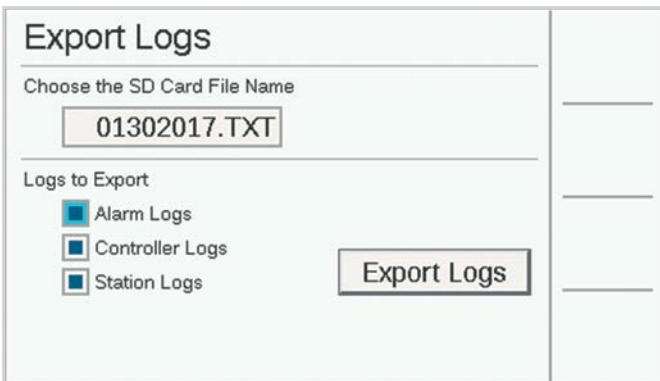 Export Logs
Choose the SD Card File Name
01302017.TXT
Logs to Export
Alarm Logs
Controller Logs
Station Logs
Export Logs